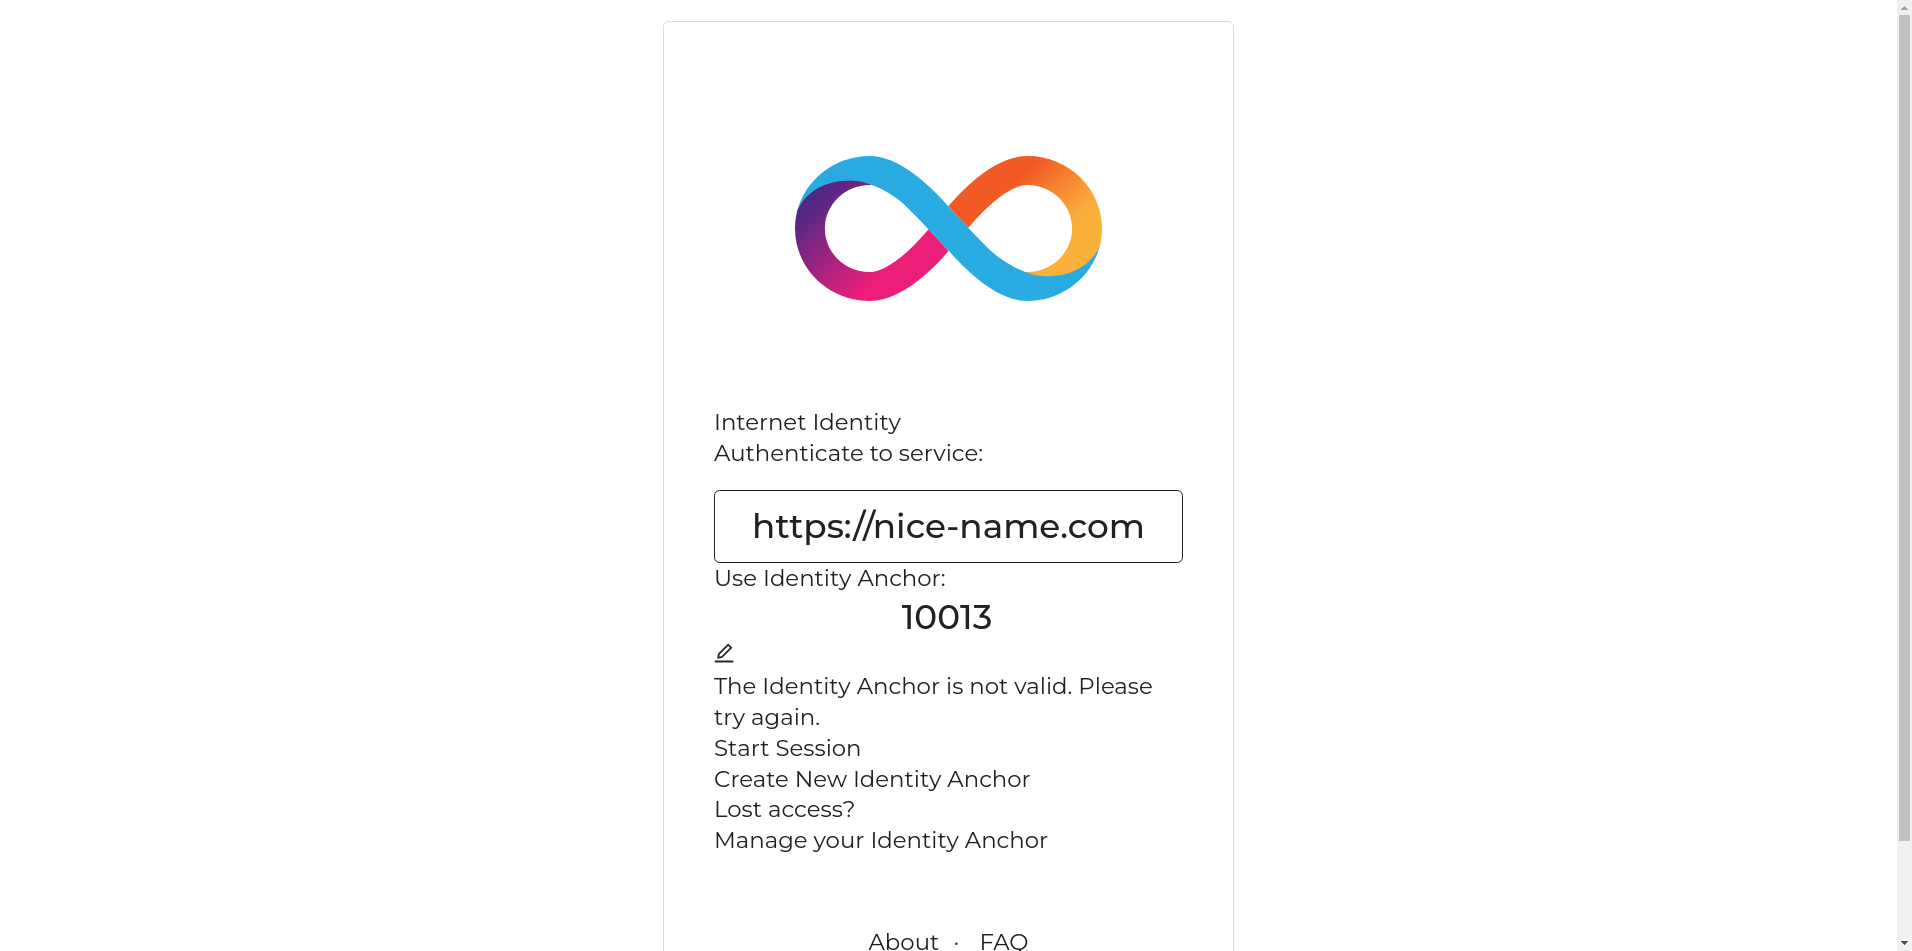 Internet Identity
Authenticate to service:
https://nice-name.com
Use Identity Anchor:
10013
The Identity Anchor is not valid. Please
try again.
Start Session
Create New Identity Anchor
Lost access?
Manage your Identity Anchor
About · FAQ